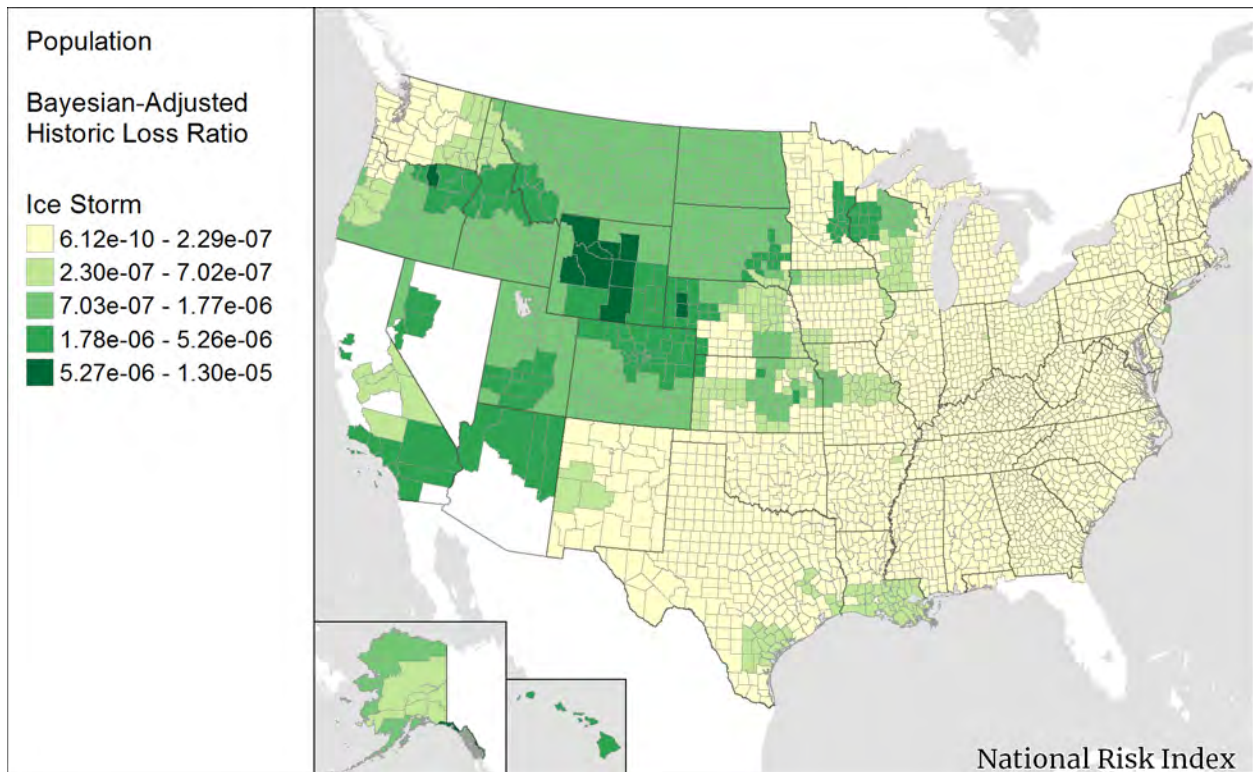 Population
Bayesian-Adjusted
Historic Loss Ratio
Ice Storm
6.12e-10 - 2.29e-07
2.30e-07 - 7.02e-07
7.03e-07 - 1.77e-06
1.78e-06 - 5.26e-06
5.27e-06 - 1.30e-05
National Risk Index